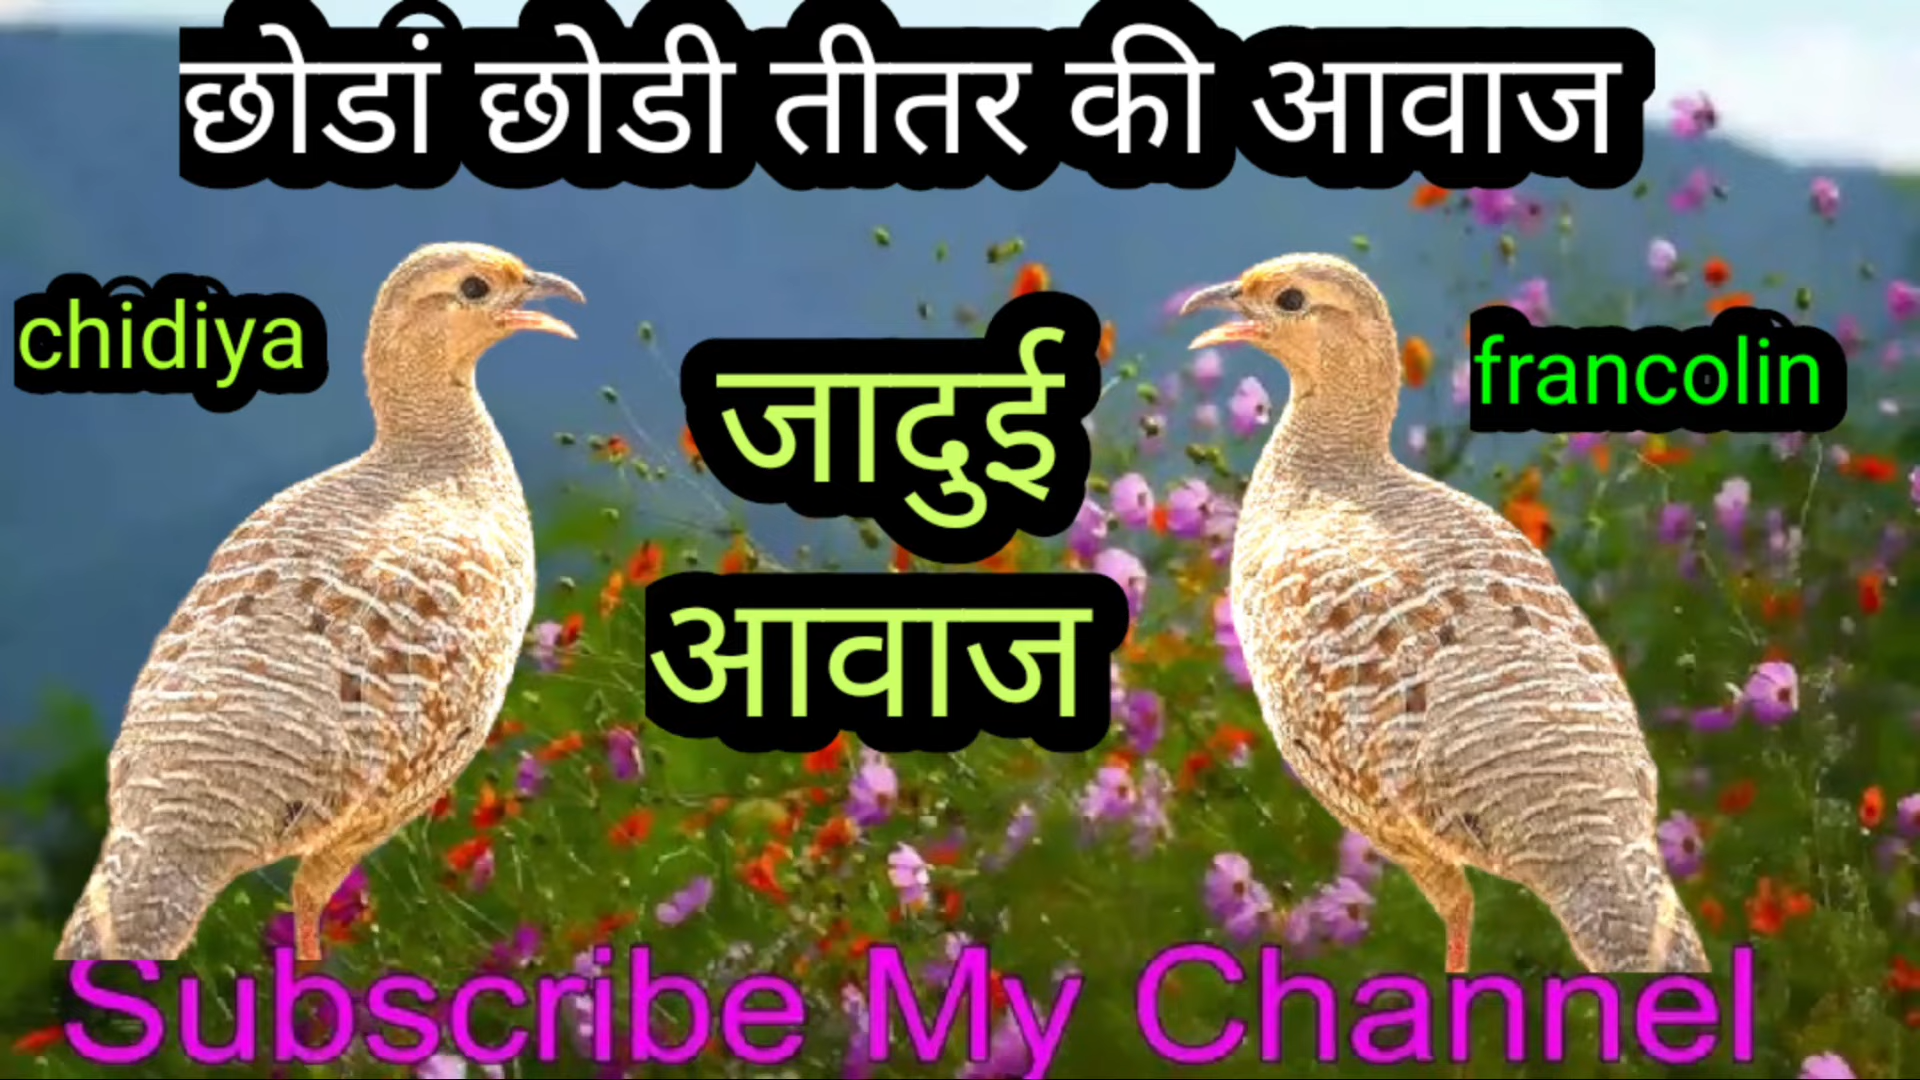 छोडां छोडी तीतर की आवाज
chidiya
जादुई
francolin
आवाज
Subscribe My Channel